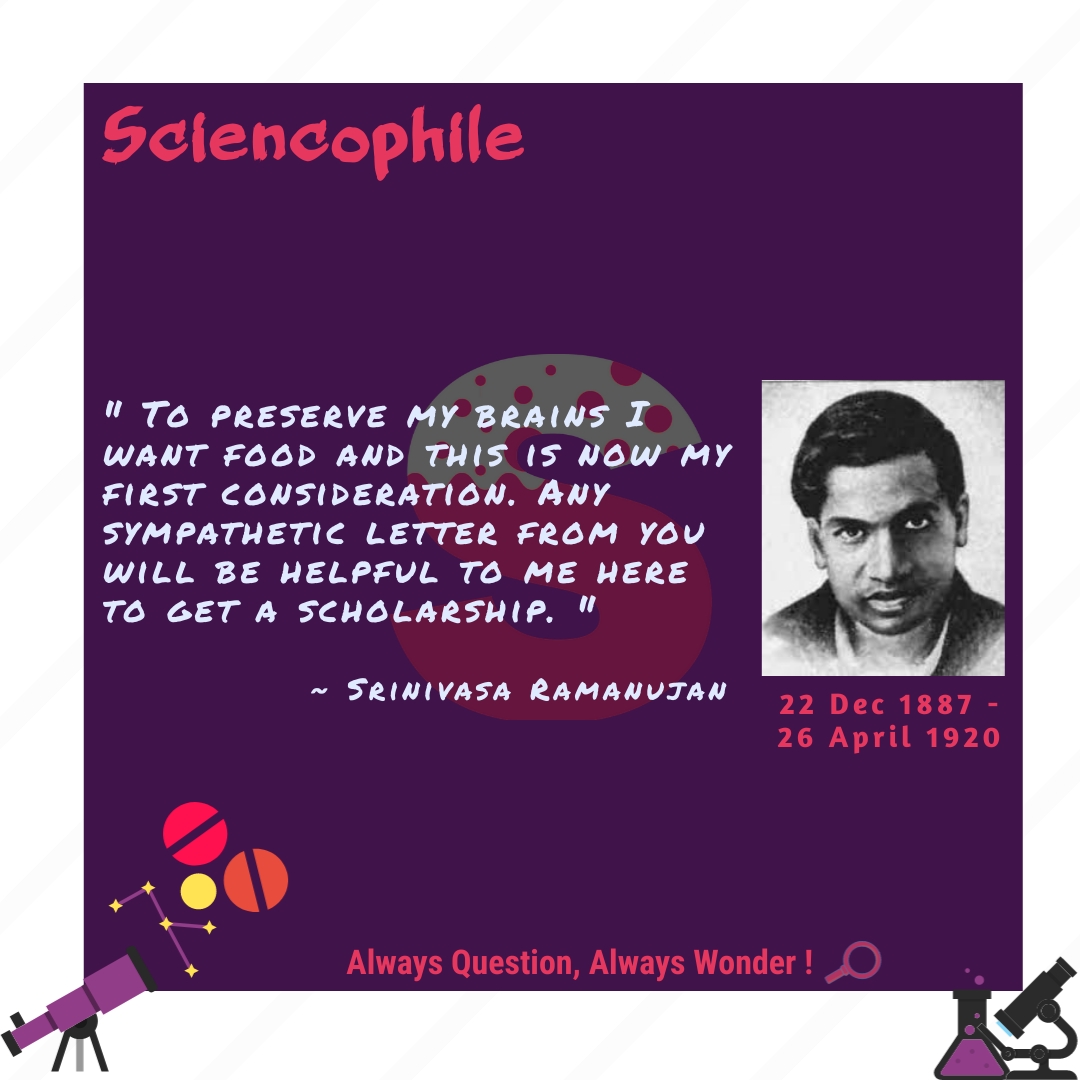 Sciencophile
" To preserve my brains I
want food and this is now my
first consideration. Any
sympathetic letter from you
will be helpful to me here
to get a scholarship. "
~ Srinivasa Ramanujan
22 Dec 1887 -
26 April 1920
Always Question, Always Wonder !